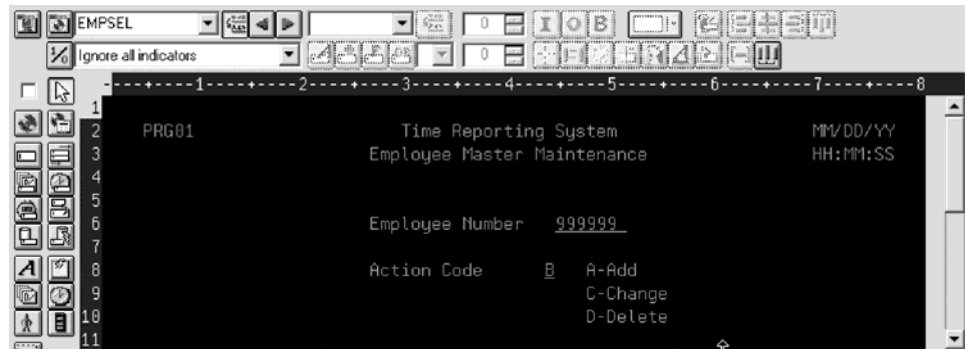 EMPSEL 0 I O B
½ Ignore all indicators 0
-----+----1----+----2----+----3----+----4----+----5----+----6----+----7----+----8
1
2 PRG01 Time Reporting System MM/DD/YY
3 Employee Master Maintenance HH:MM:SS
4
5
6 Employee Number 999999
7
8 A Action Code B A-Add
9 C-Change
10 D-Delete
11